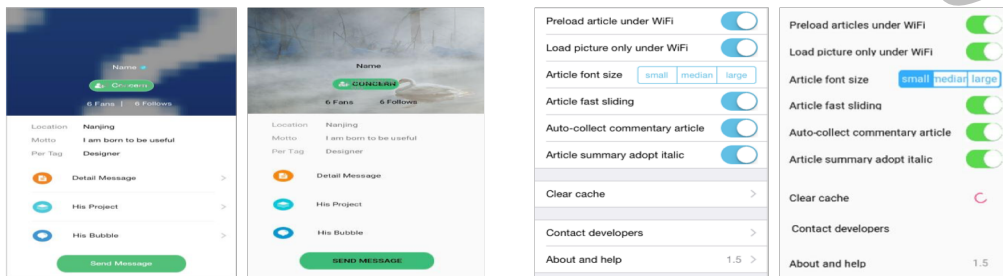 Name
Concern
6 Fans | 6 Follows
Location Nanjing
Motto I am born to be useful
Per Tag Designer
Detail Message
His Project
His Bubble
Send Message
Name
CONCERN
6 Fans 6 Follows
Location Nanjing
Motto I am born to be useful
Per Tag Designer
Detail Message
His Project
His Bubble
SEND MESSAGE
Preload article under WiFi
Load picture only under WiFi
Article font size small median large
Article fast sliding
Auto-collect commentary article
Article summary adopt italic
Clear cache
Contact developers
About and help 1.5
Preload articles under WiFi
Load picture only under WiFi
Article font size small median large
Article fast sliding
Auto-collect commentary article
Article summary adopt italic
Clear cache
Contact developers
About and help 1.5